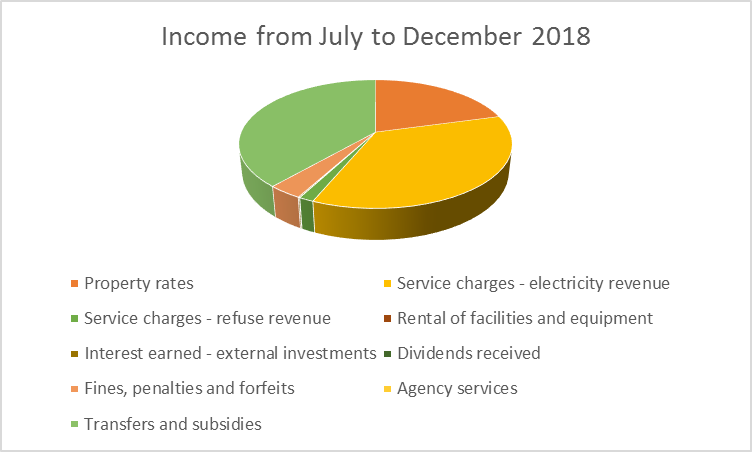 Income from July to December 2018
Property rates
Service charges - electricity revenue
Service charges - refuse revenue
Rental of facilities and equipment
Interest earned - external investments
Dividends received
Fines, penalties and forfeits
Agency services
Transfers and subsidies